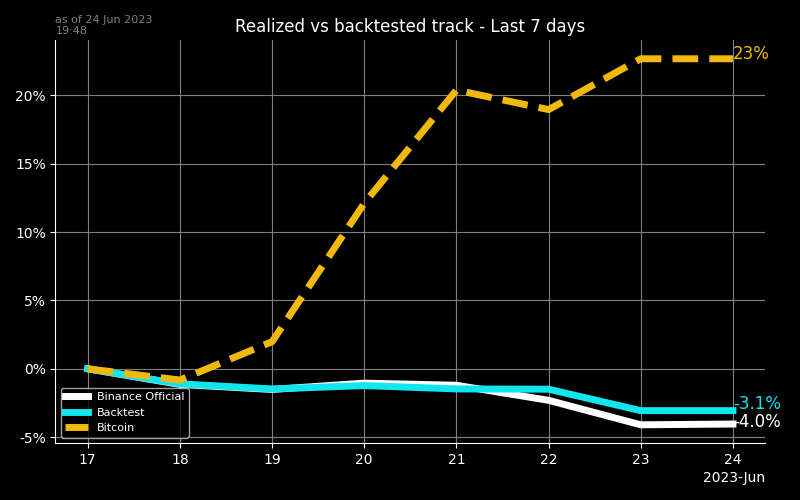 as of 24 Jun 2023
19:48
Realized vs backtested track - Last 7 days
23%
20%
15%
10%
5%
0%
-5%
Binance Official
Backtest
Bitcoin
-3.1%
-4.0%
17 18 19 20 21 22 23 24
2023-Jun